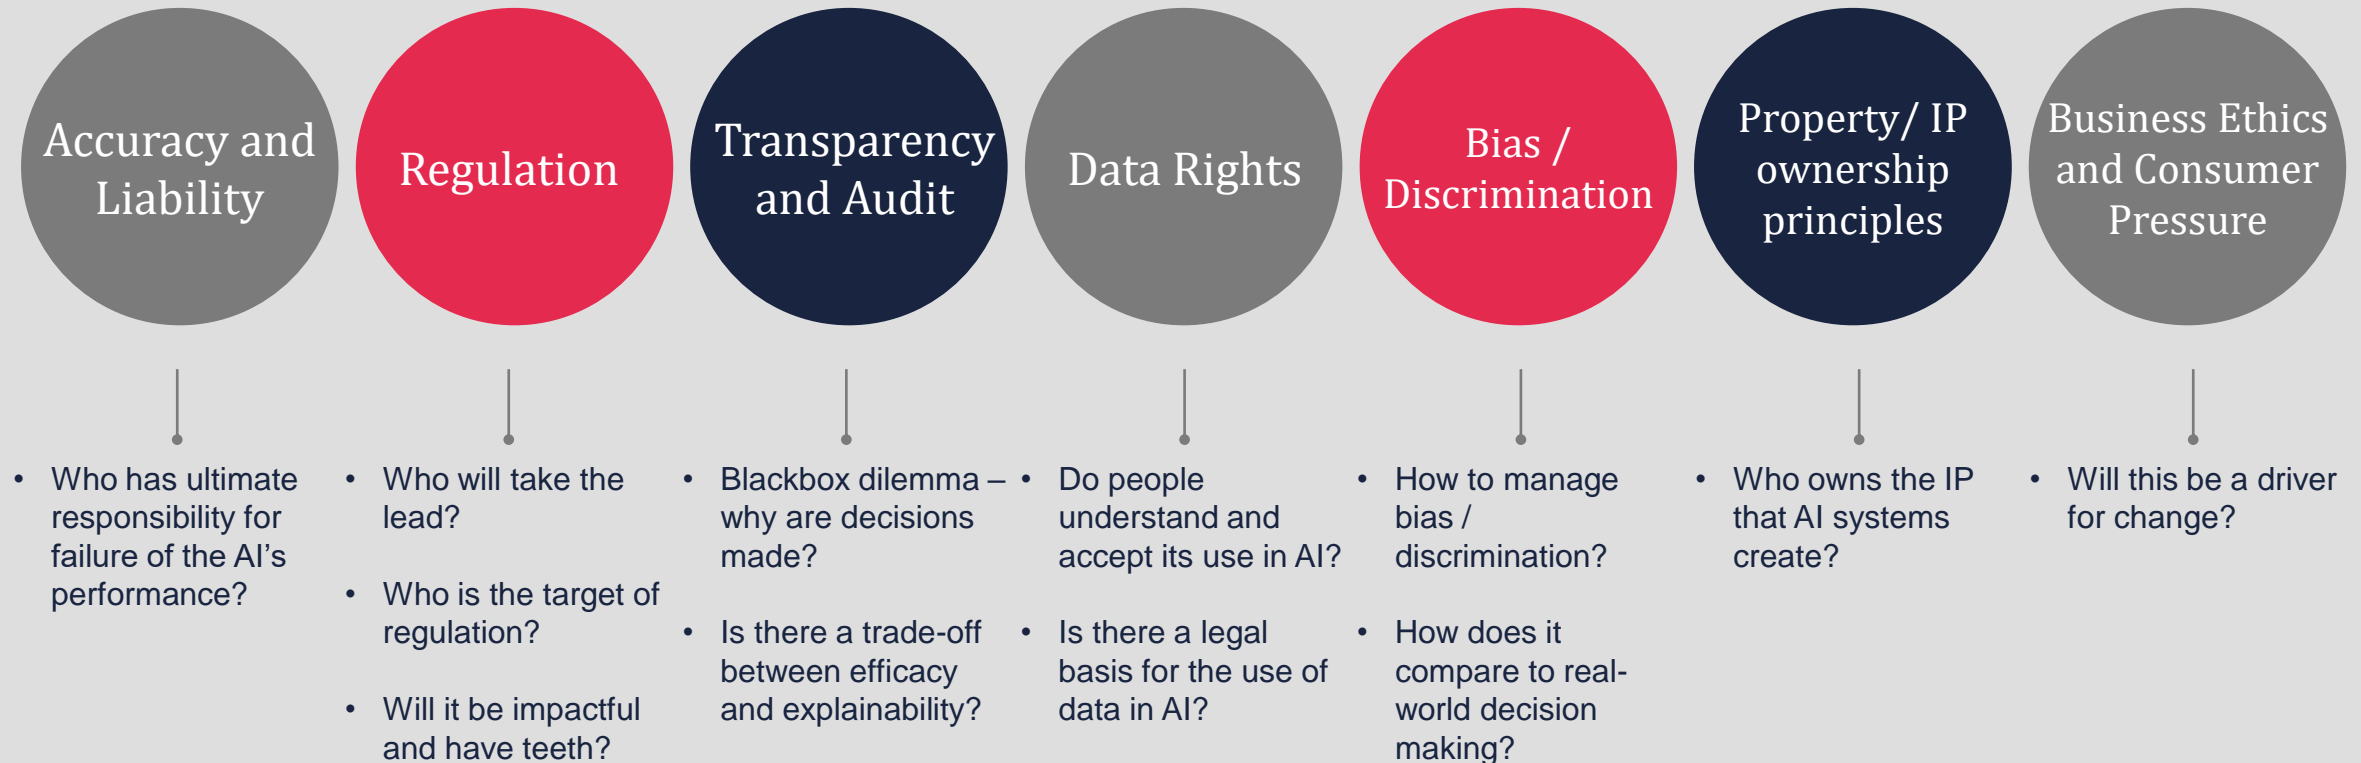 Accuracy and
Liability
Regulation
Transparency
and Audit
Data Rights
Bias /
Discrimination
Property/ IP
ownership
principles
Business Ethics
and Consumer
Pressure
• Who has ultimate
responsibility for
failure of the AI’s
performance?
• Who will take the
lead?
• Who is the target of
regulation?
• Will it be impactful
and have teeth?
• Blackbox dilemma –
why are decisions
made?
• Is there a trade-off
between efficacy
and explainability?
• Do people
understand and
accept its use in AI?
• Is there a legal
basis for the use of
data in AI?
• How to manage
bias /
discrimination?
• How does it
compare to real-
world decision
making?
• Who owns the IP
that AI systems
create?
• Will this be a driver
for change?